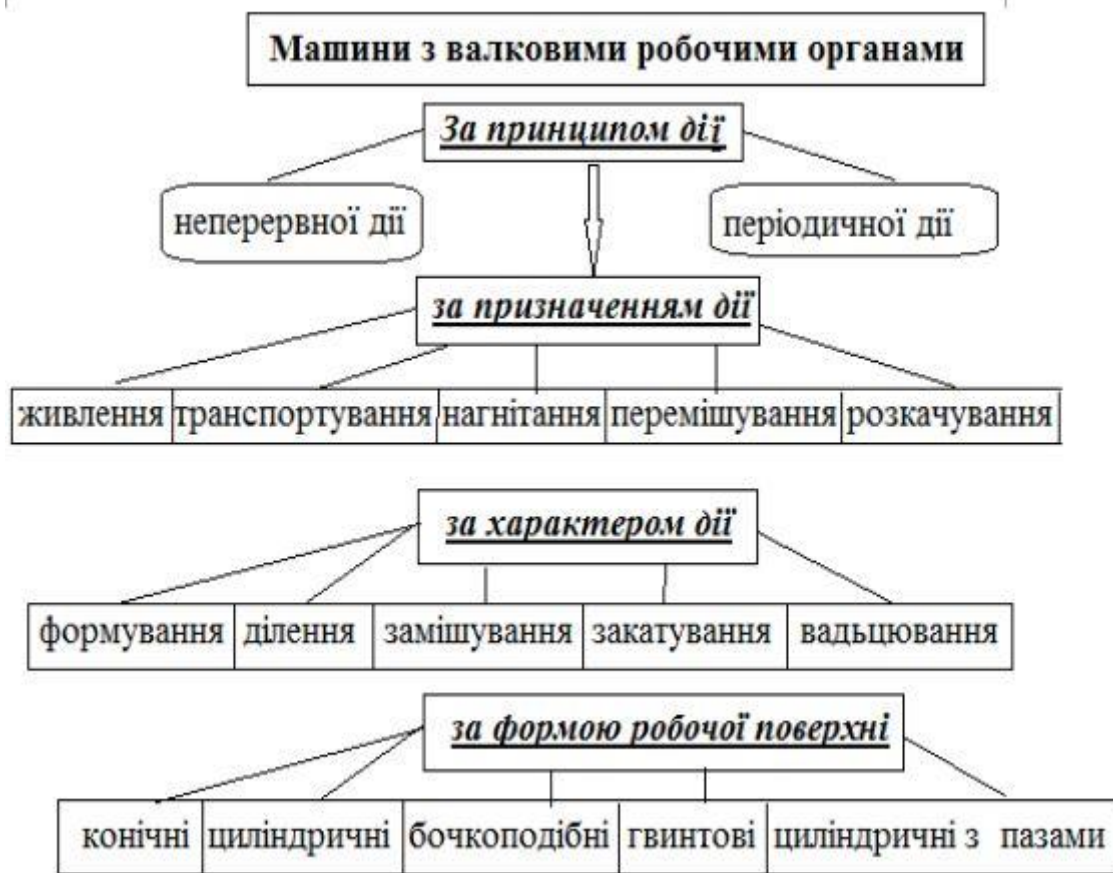 Машини з валковими робочими органами
За принципом дії
неперервної дії періодичної дії
за призначенням дії
живлення транспортування нагнітання перемішування розкачування
за характером дії
формування ділення замішування закатування вадьцювання
за формою робочої поверхні
конічні циліндричні бочкоподібні гвинтові циліндричні з пазами